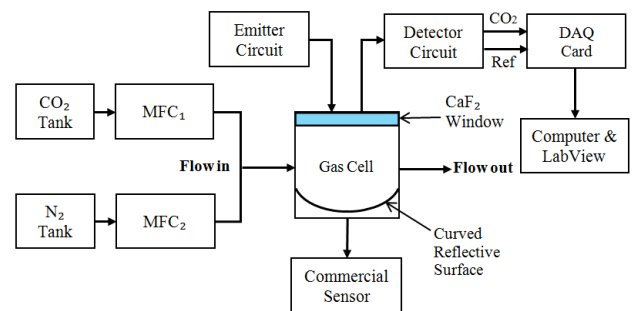 Emitter
Circuit
Detector
Circuit
CO₂
Ref
DAQ
Card
CO₂
Tank
MFC₁
CaF₂
Window
Computer &
LabView
Flow in
Gas Cell
Flow out
N₂
Tank
MFC₂
Curved
Reflective
Surface
Commercial
Sensor